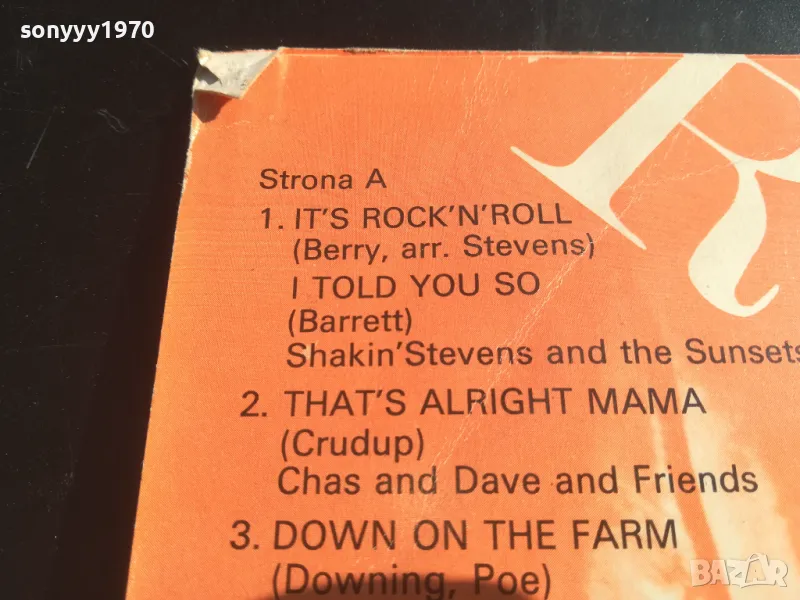 sonyyy1970
R
Strona A
1. IT'S ROCK'N'ROLL
(Berry, arr. Stevens)
I TOLD YOU SO
(Barrett)
Shakin'Stevens and the Sunsets
2. THAT'S ALRIGHT MAMA
(Crudup)
Chas and Dave and Friends
3. DOWN ON THE FARM
(Downing, Poe)
BAZAR